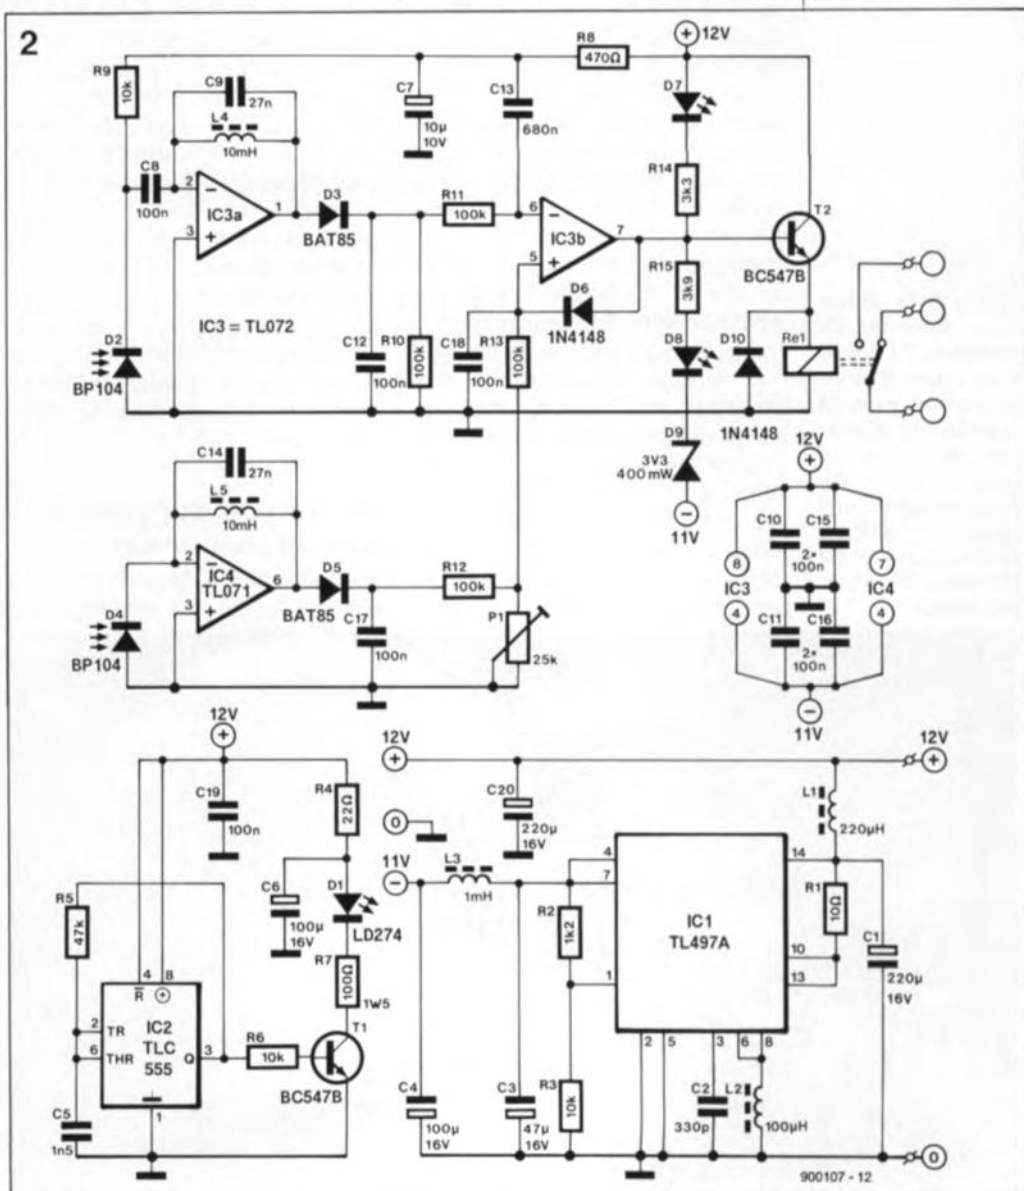 2
R9
10k
C9
27n
L4
10mH
C8
100n
2
3
1
IC3a
D3
BAT85
IC3 = TL072
D2
BP104
C7
10µ
10V
C13
680n
R8
470Ω
12V
D7
R14
3k3
R11
100k
6
5
7
IC3b
D6
1N4148
R15
3k9
T2
BC547B
C12
100n
R10
100k
C18
100n
R13
100k
D8
D10
1N4148
Re1
D9
3V3
400mW
11V
C14
27n
L5
10mH
2
3
6
IC4
TL071
D5
BAT85
D4
BP104
C17
100n
R12
100k
P1
25k
12V
C10
C15
2*
100n
8
IC3
4
7
IC4
4
C11
C16
2*
100n
11V
12V
C19
100n
R4
22Ω
C6
100µ
16V
D1
LD274
R7
100Ω
1W5
R5
47k
4
8
R
IC2
TLC
555
2
TR
6
THR
Q
3
1
R6
10k
T1
BC547B
C5
1n5
12V
0
11V
L3
1mH
C20
220µ
16V
R2
1k2
4
7
1
IC1
TL497A
14
10
13
2
5
3
6
8
L1
220µH
12V
R1
10Ω
C1
220µ
16V
C4
100µ
16V
C3
47µ
16V
R3
10k
C2
330p
L2
100µH
0
900107 - 12